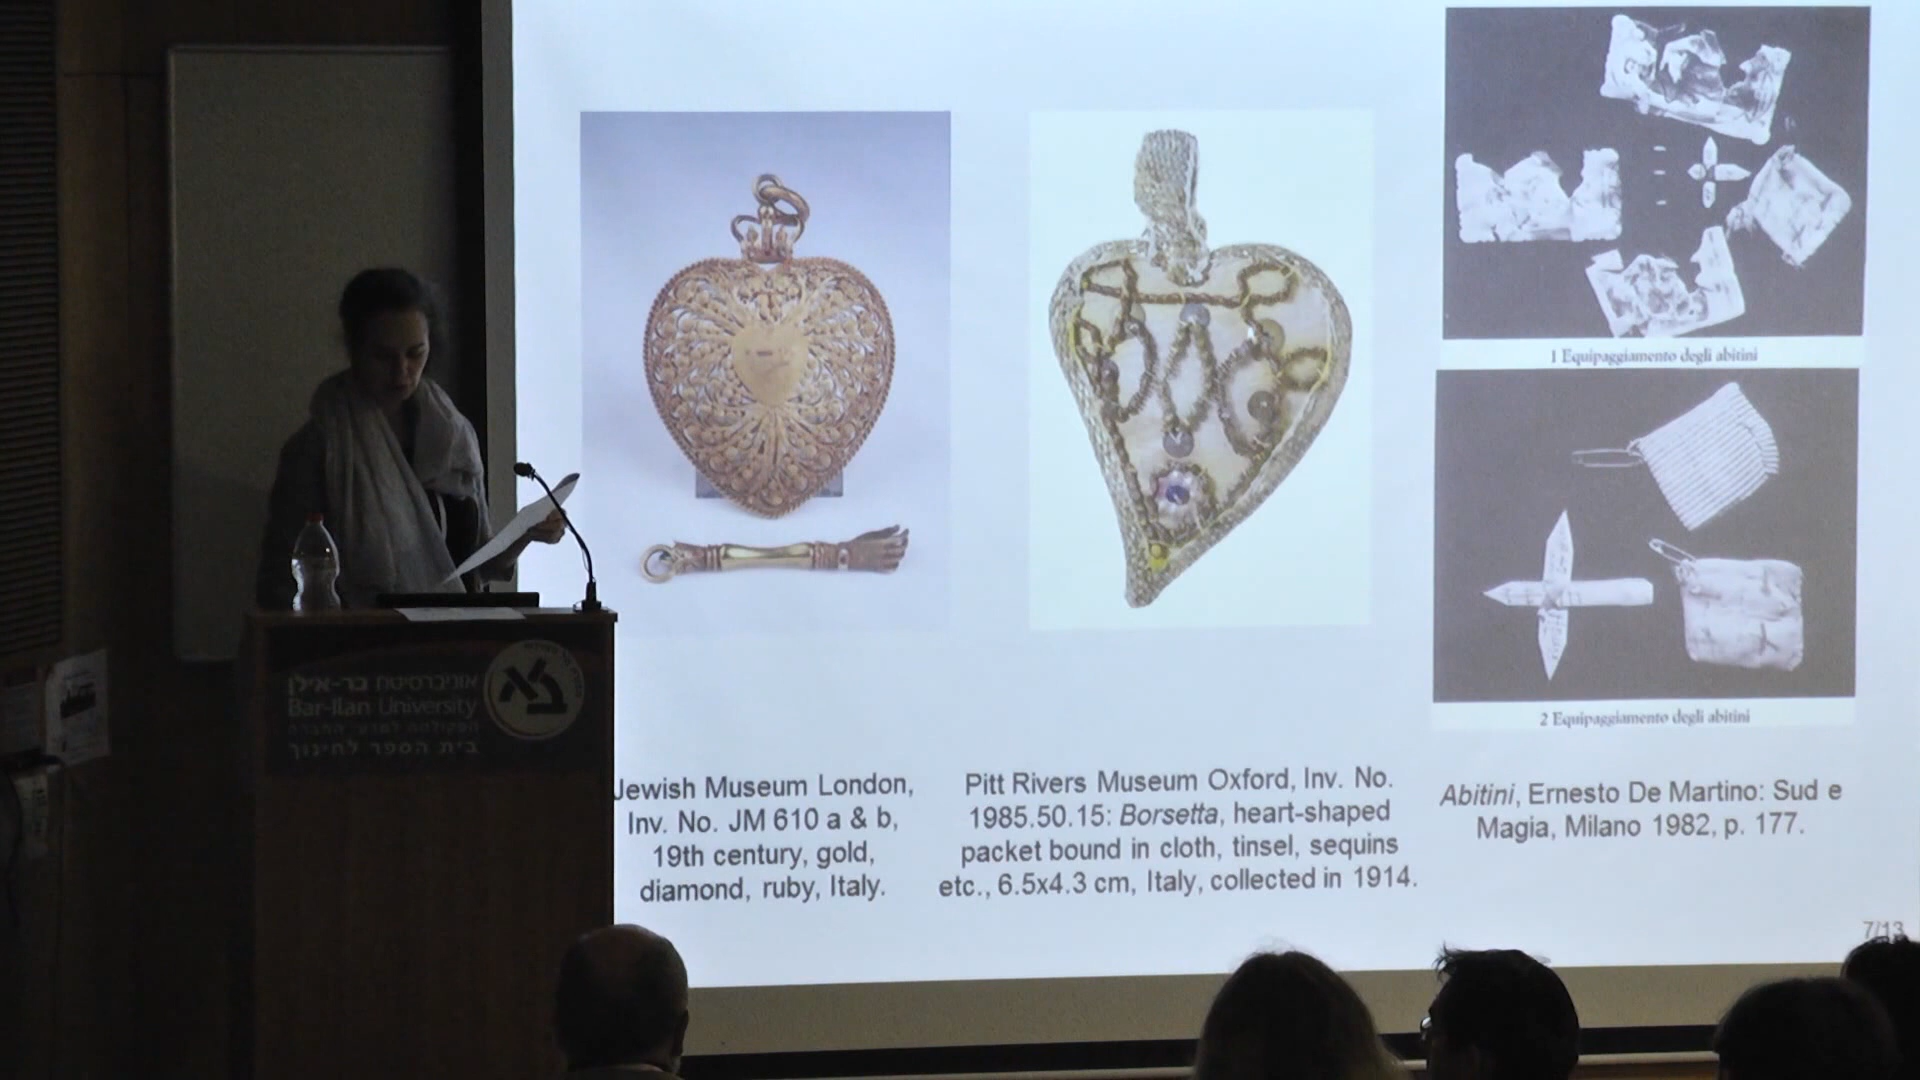 1 Equipaggiamento degli abitini
2 Equipaggiamento degli abitini
Jewish Museum London,
Inv. No. JM 610 a & b,
19th century, gold,
diamond, ruby, Italy.
Pitt Rivers Museum Oxford, Inv. No.
1985.50.15: Borsetta, heart-shaped
packet bound in cloth, tinsel, sequins
etc., 6.5x4.3 cm, Italy, collected in 1914.
Abitini, Ernesto De Martino: Sud e
Magia, Milano 1982, p. 177.
7/13
אוניברסיטת בר-אילן
Bar-Ilan University
הפקולטה למדעי החברה
בית הספר לחינוך